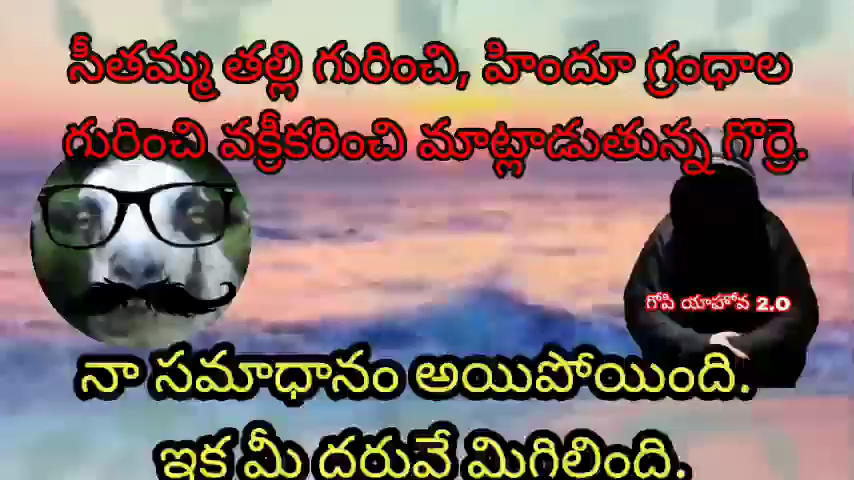 సీతమ్మ తల్లి గురించి, హిందూ గ్రంధాల
గురించి వక్రీకరించి మాట్లాడుతున్న గొర్రె.
గోపి యాహోవ 2.0
నా సమాధానం అయిపోయింది.
ఇక మీ దరువే మిగిలింది.